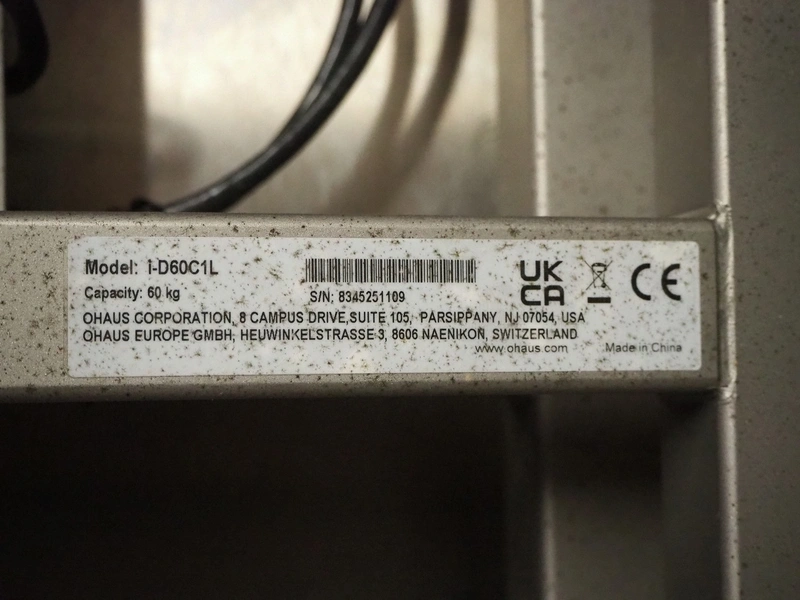 Model: i-D60C1L
Capacity: 60 kg
S/N: 8345251109
UK
CA
CE
OHAUS CORPORATION, 8 CAMPUS DRIVE,SUITE 105, PARSIPPANY, NJ 07054, USA
OHAUS EUROPE GMBH, HEUWINKELSTRASSE 3, 8606 NAENIKON, SWITZERLAND
www.ohaus.com
Made in China